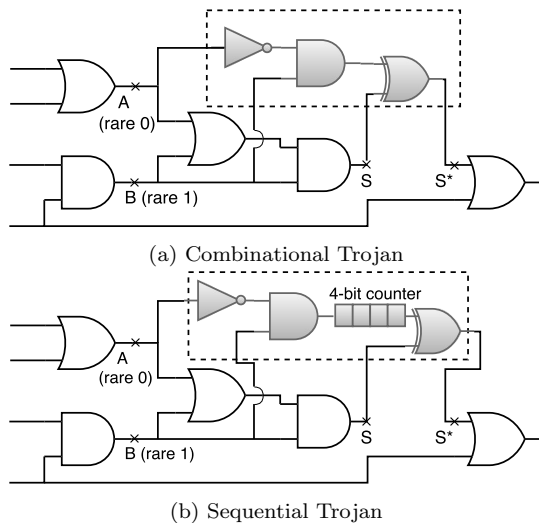 A
(rare 0)
B (rare 1)
S
S*
(a) Combinational Trojan
4-bit counter
A
(rare 0)
B (rare 1)
S
S*
(b) Sequential Trojan